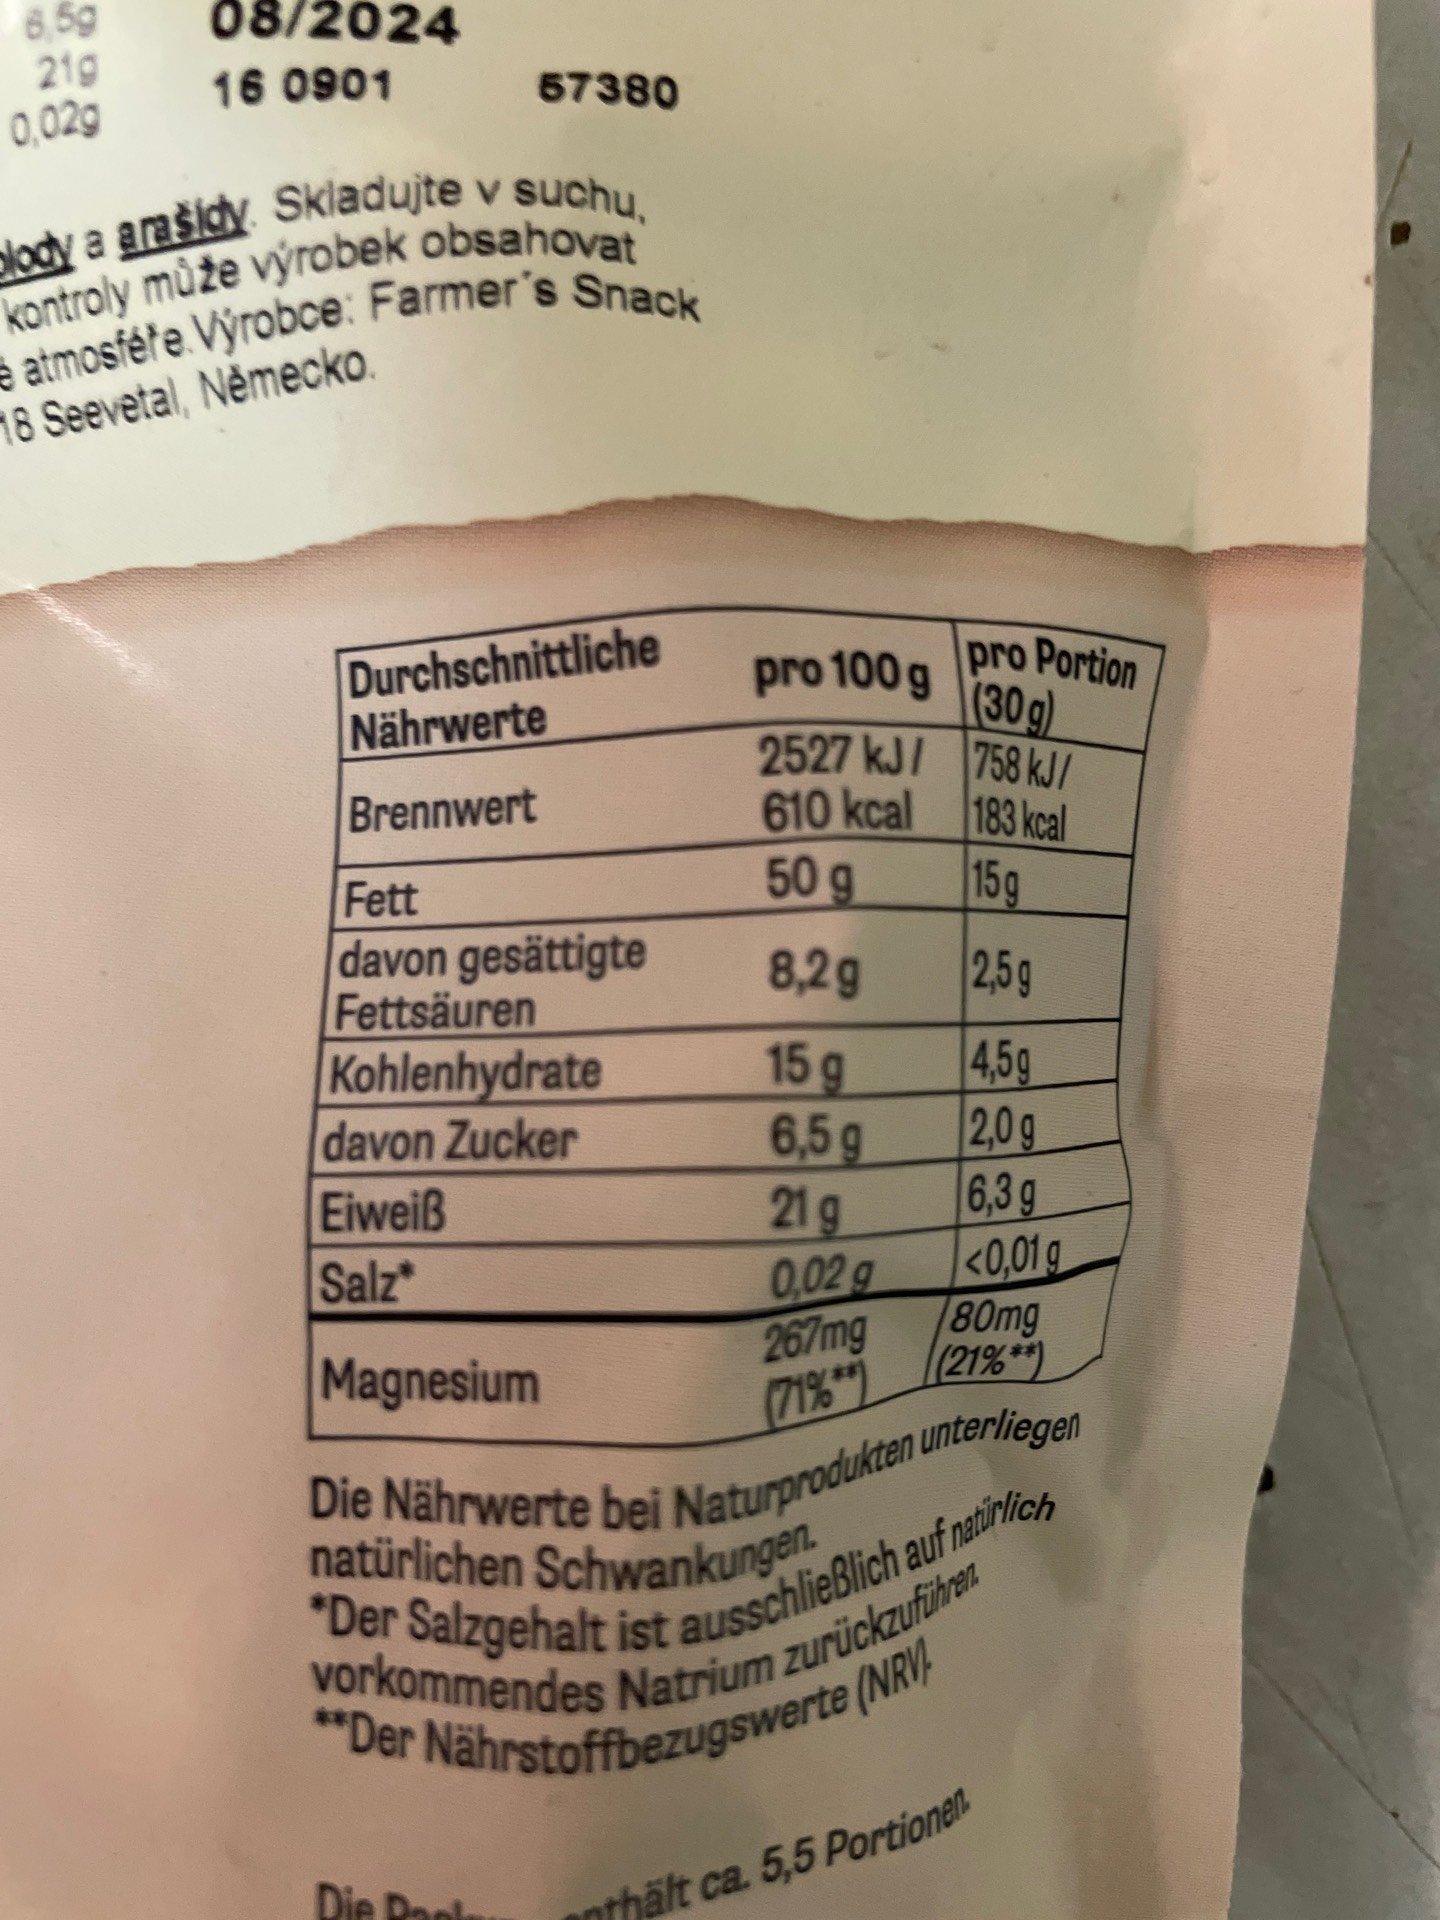 6,5g
21g
0,02g
08/2024
16 0901 57380
a arašídy. Skladujte v suchu,
kontroly může výrobek obsahovat
atmosféře. Výrobce: Farmer´s Snack
18 Seevetal, Německo.
Durchschnittliche Nährwerte pro 100 g pro Portion (30 g)
Brennwert 2527 kJ/ 610 kcal 758 kJ/ 183 kcal
Fett 50 g 15 g
davon gesättigte Fettsäuren 8,2 g 2,5 g
Kohlenhydrate 15 g 4,5 g
davon Zucker 6,5 g 2,0 g
Eiweiß 21 g 6,3 g
Salz* 0,02 g <0,01 g
Magnesium 267mg (71%**) 80mg (21%**)
Die Nährwerte bei Naturprodukten unterliegen
natürlichen Schwankungen.
*Der Salzgehalt ist ausschließlich auf natürlich
vorkommendes Natrium zurückzuführen.
**Der Nährstoffbezugswerte (NRV).
Die enthält ca. 5,5 Portionen.